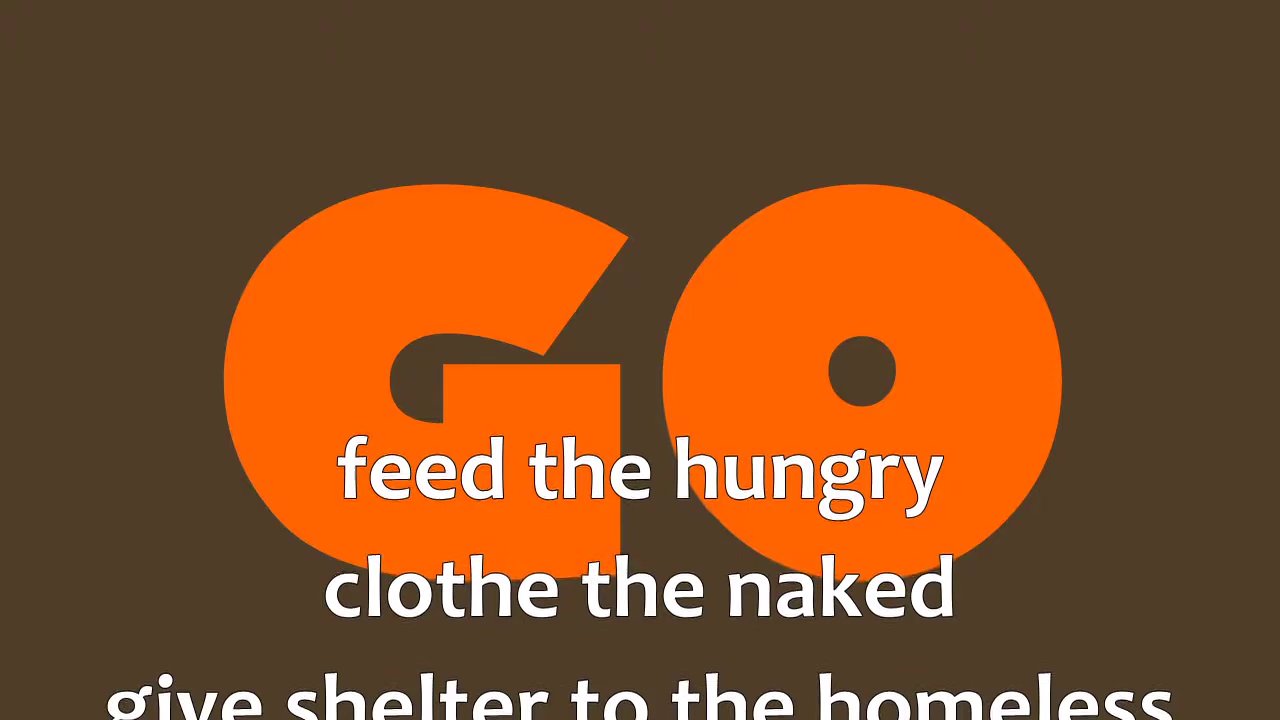 GO
feed the hungry
clothe the naked
give shelter to the homeless